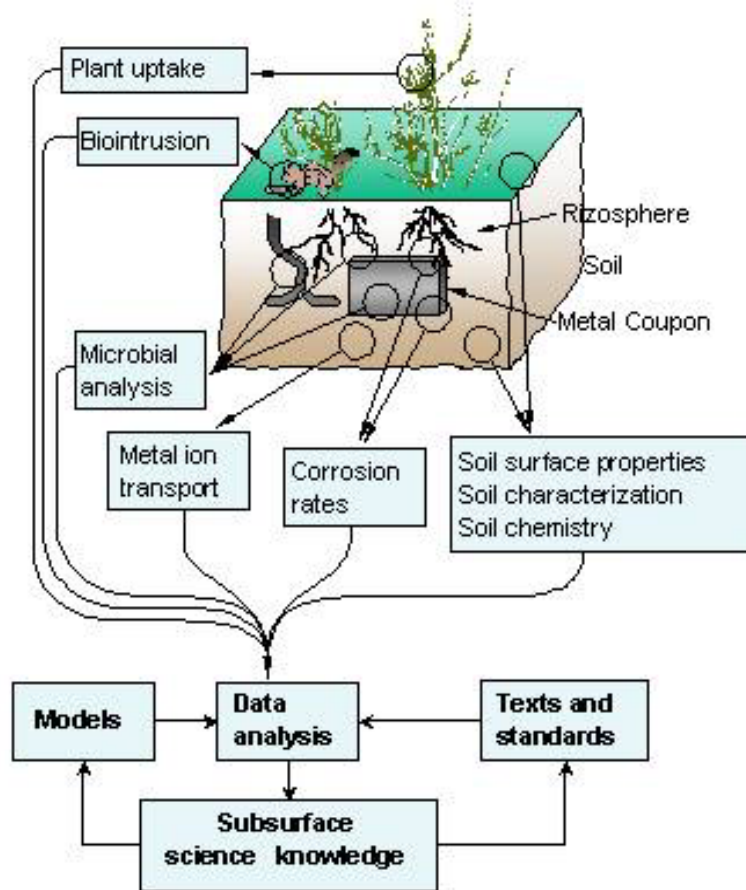 Plant uptake
Biointrusion
Rizosphere
Soil
Metal Coupon
Microbial
analysis
Metal ion
transport
Corrosion
rates
Soil surface properties
Soil characterization
Soil chemistry
Models
Data
analysis
Texts and
standards
Subsurface
science knowledge